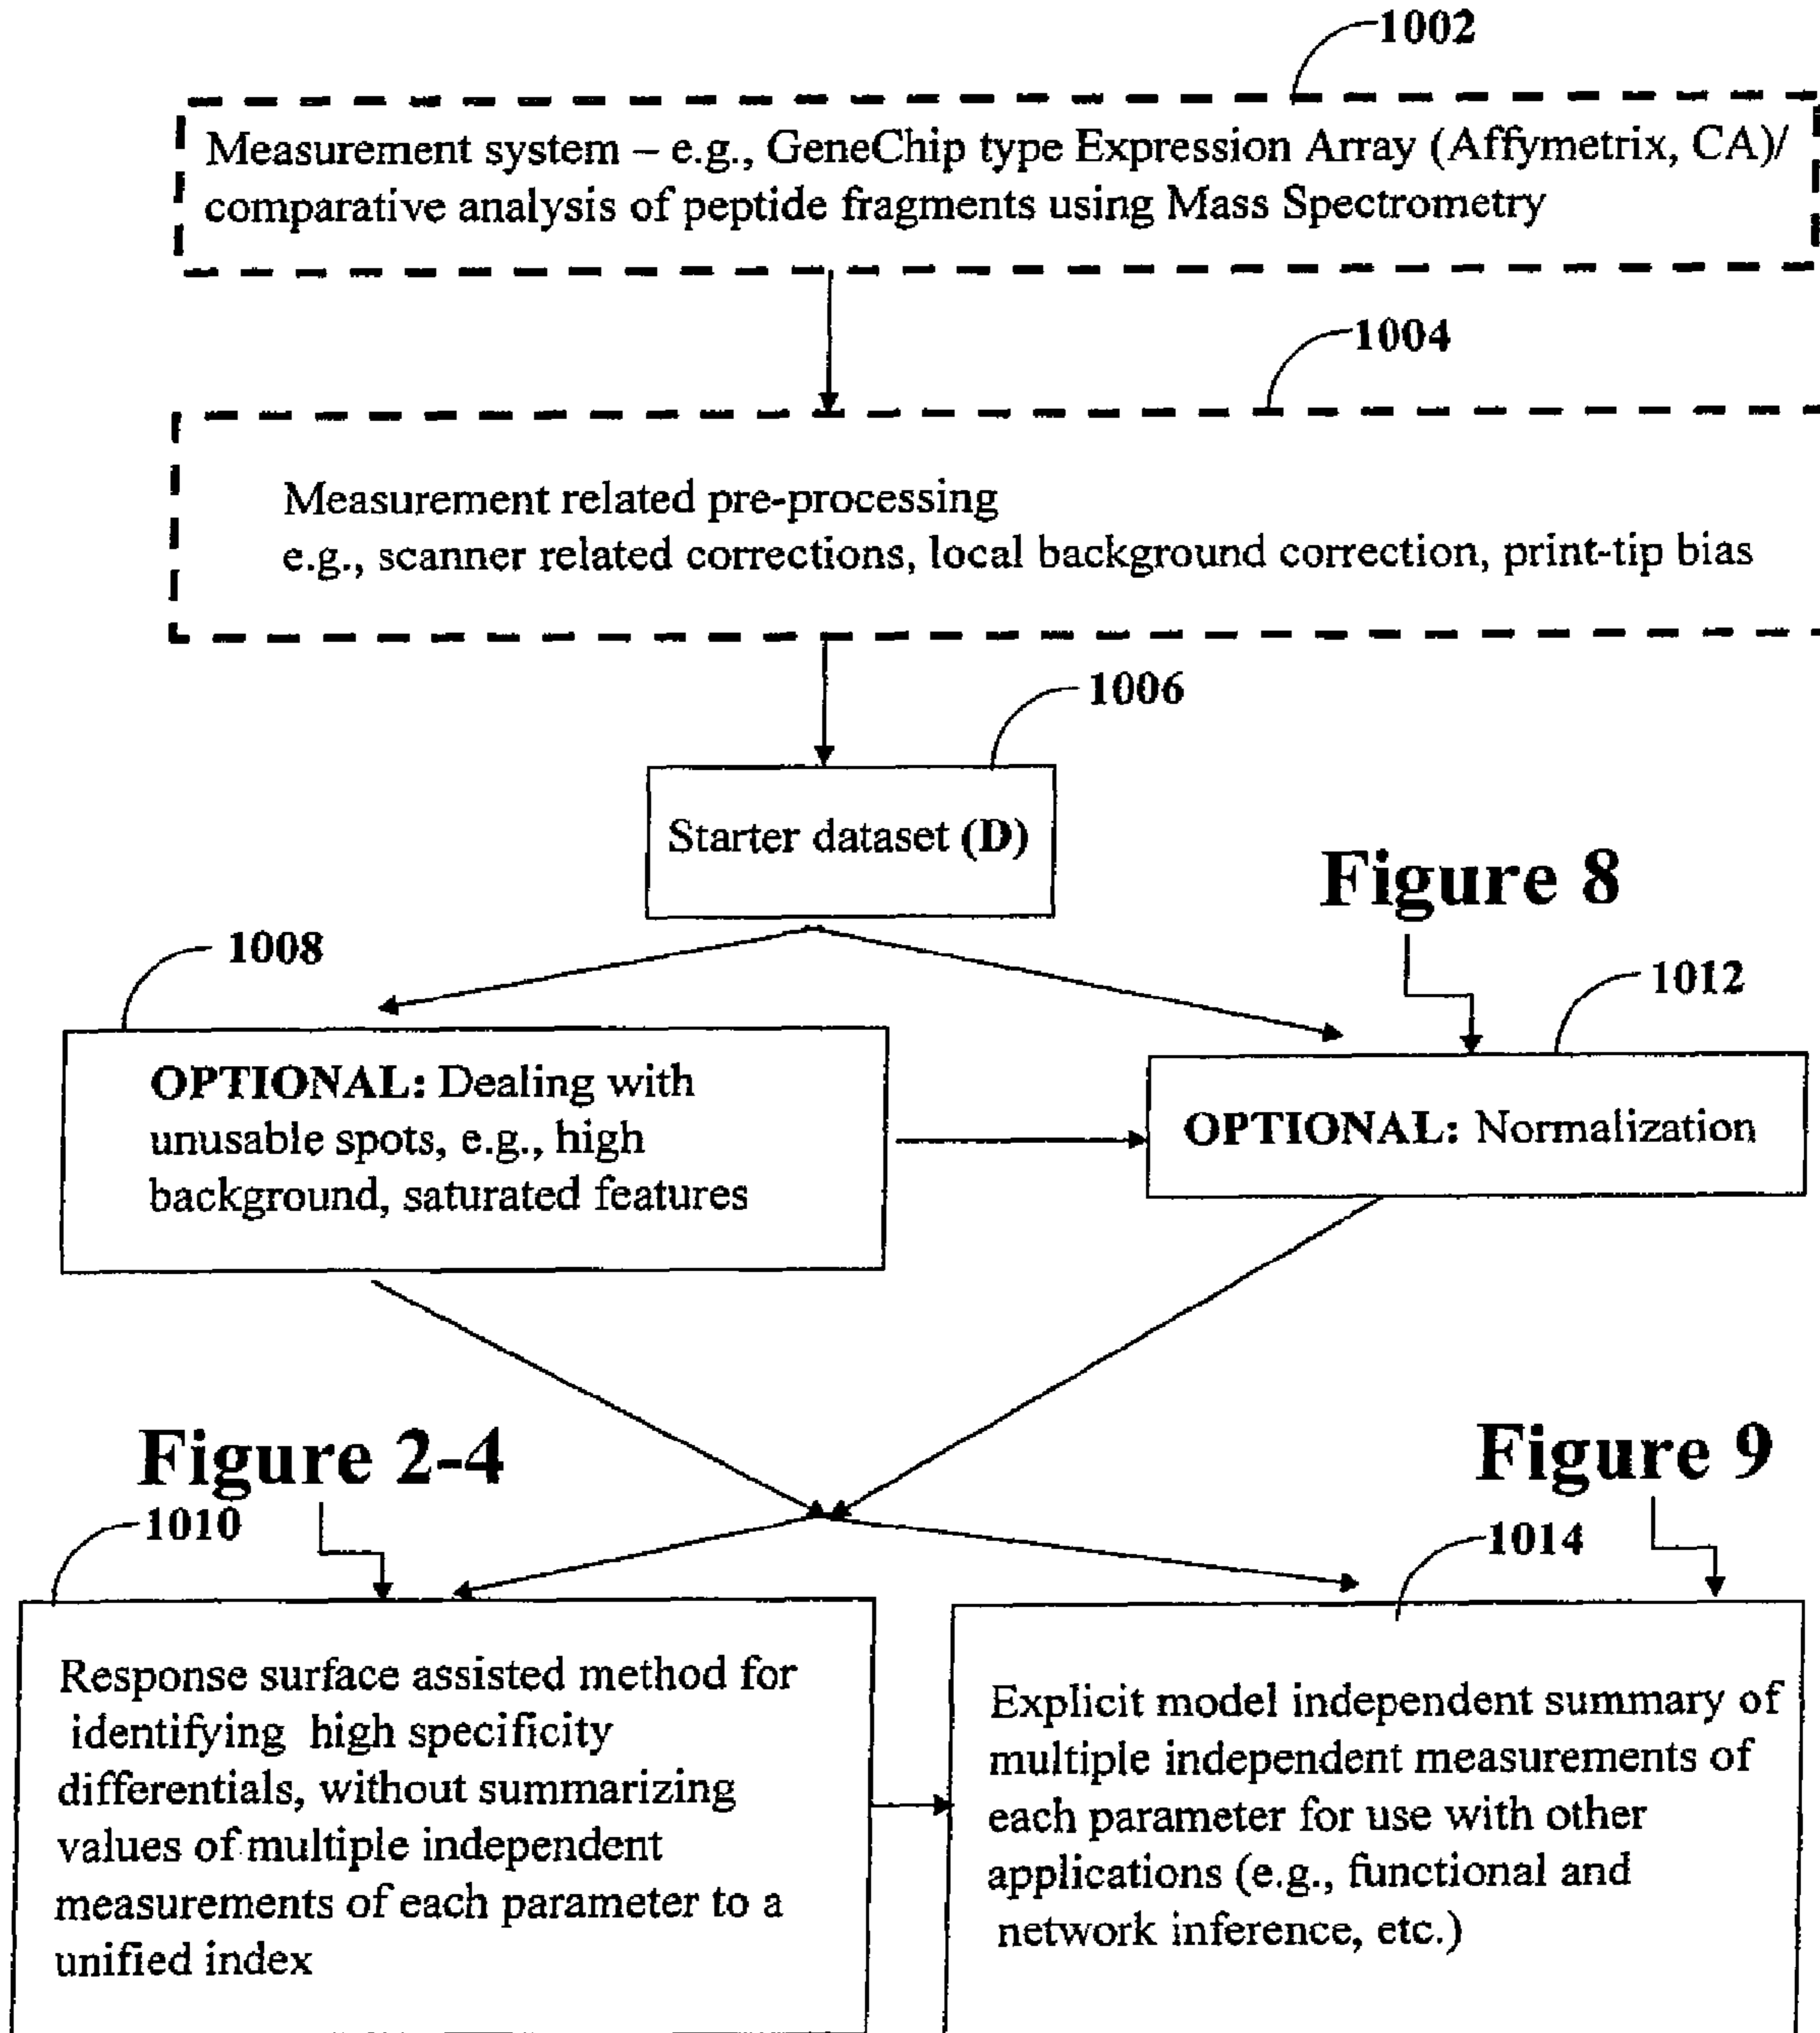 1002
Measurement system – e.g., GeneChip type Expression Array (Affymetrix, CA)/
comparative analysis of peptide fragments using Mass Spectrometry
1004
Measurement related pre-processing
e.g., scanner related corrections, local background correction, print-tip bias
1006
Starter dataset (D)
Figure 8
1008
1012
OPTIONAL: Dealing with
unusable spots, e.g., high
background, saturated features
OPTIONAL: Normalization
Figure 2-4
Figure 9
1010
1014
Response surface assisted method for
identifying high specificity
differentials, without summarizing
values of multiple independent
measurements of each parameter to a
unified index
Explicit model independent summary of
multiple independent measurements of
each parameter for use with other
applications (e.g., functional and
network inference, etc.)